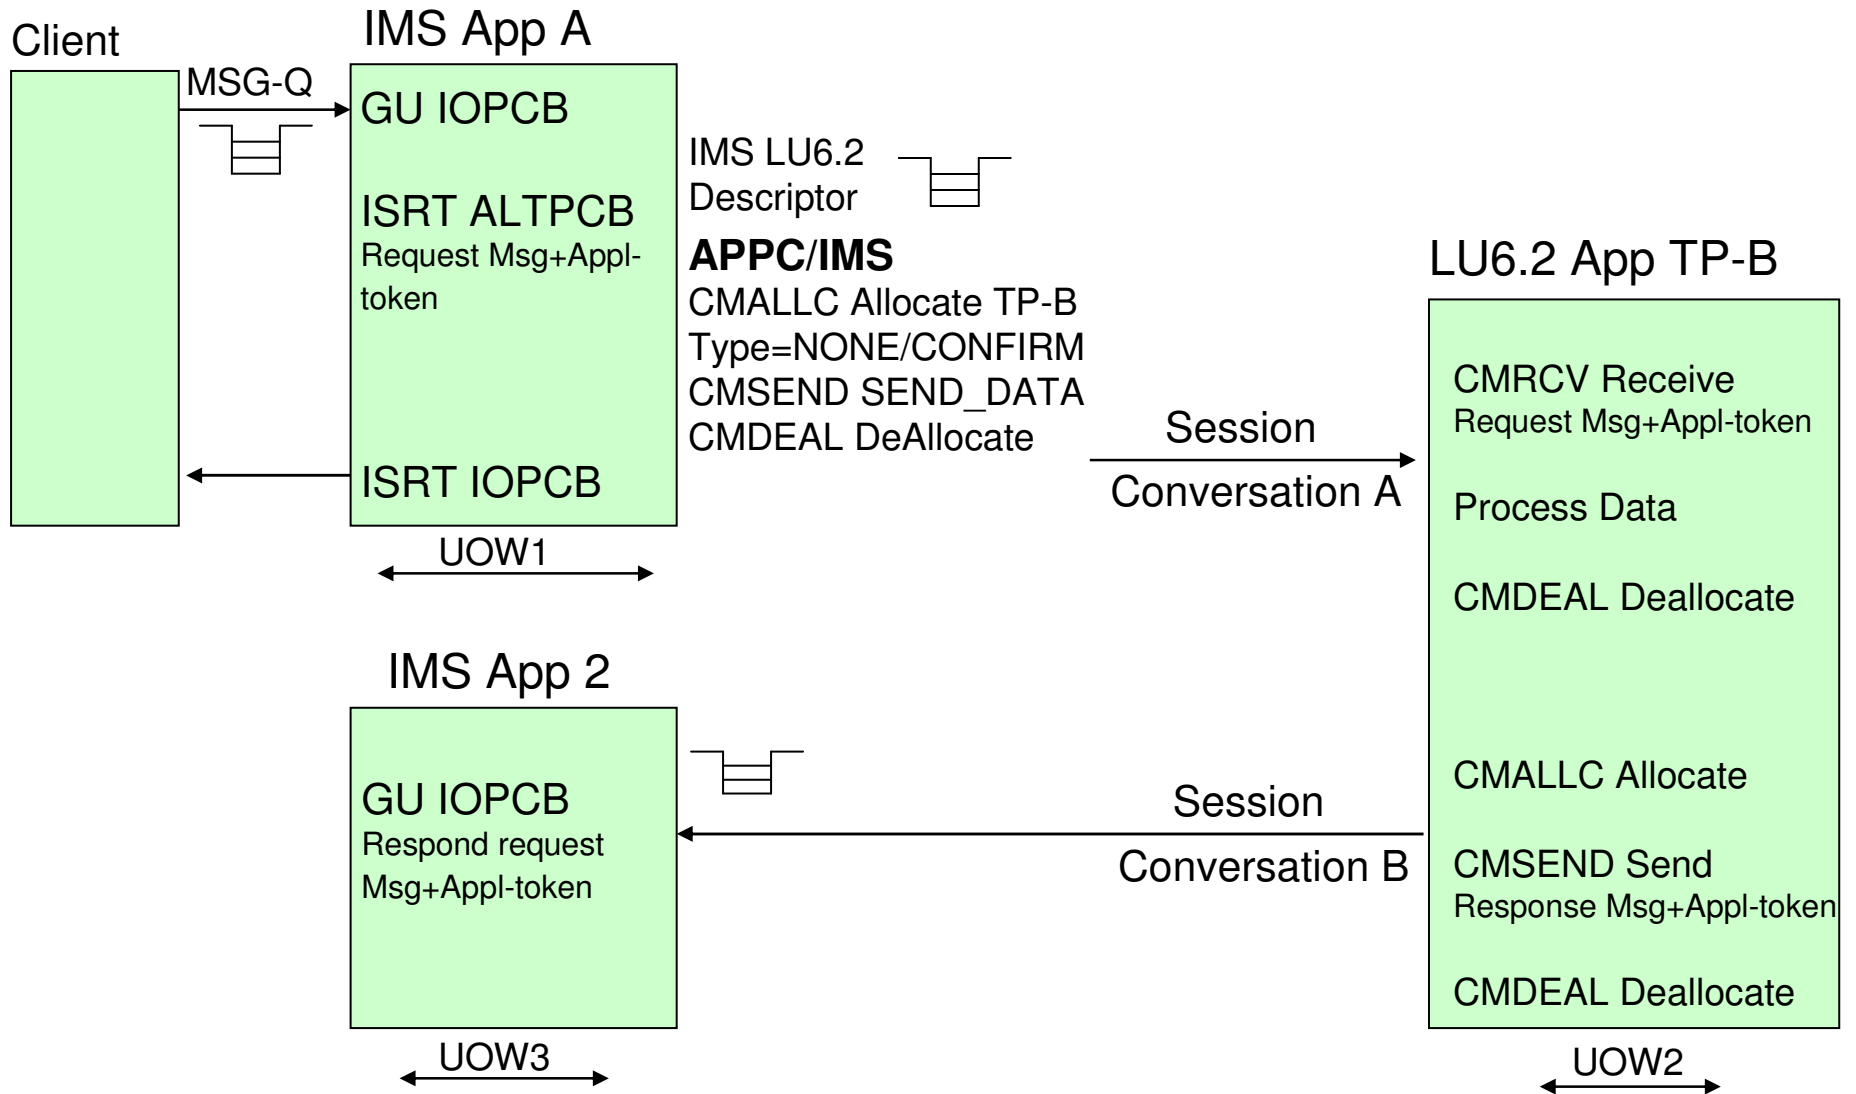 Client
IMS App A
MSG-Q
GU IOPCB
ISRT ALTPCB
Request Msg+Appl-
token
ISRT IOPCB
UOW1
IMS LU6.2
Descriptor
APPC/IMS
CMALLC Allocate TP-B
Type=NONE/CONFIRM
CMSEND SEND_DATA
CMDEAL DeAllocate
Session
Conversation A
LU6.2 App TP-B
CMRCV Receive
Request Msg+Appl-token
Process Data
CMDEAL Deallocate
CMALLC Allocate
CMSEND Send
Response Msg+Appl-token
CMDEAL Deallocate
UOW2
Session
Conversation B
IMS App 2
GU IOPCB
Respond request
Msg+Appl-token
UOW3